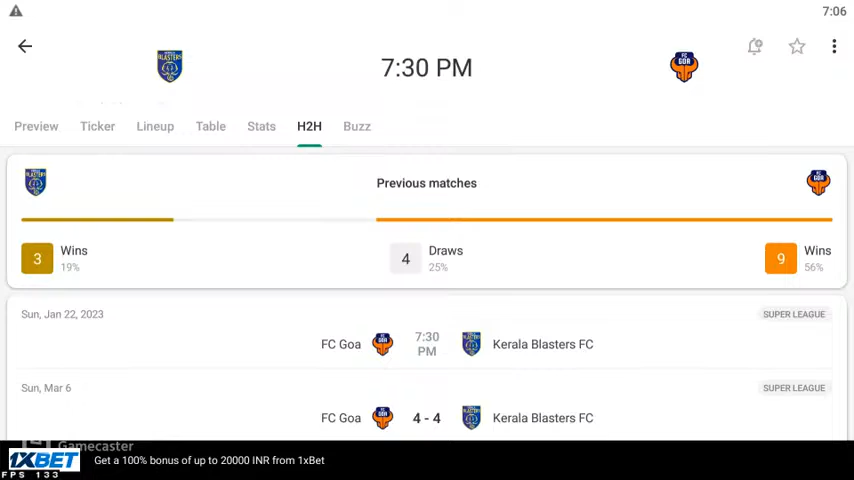 7:06
7:30 PM
FC GOA
Preview Ticker Lineup Table Stats H2H Buzz
Previous matches
3 Wins 19%
4 Draws 25%
9 Wins 56%
Sun, Jan 22, 2023 SUPER LEAGUE
FC Goa 7:30 PM Kerala Blasters FC
Sun, Mar 6 SUPER LEAGUE
FC Goa 4 - 4 Kerala Blasters FC
Gamecaster
1XBET Get a 100% bonus of up to 20000 INR from 1xBet
FPS 133